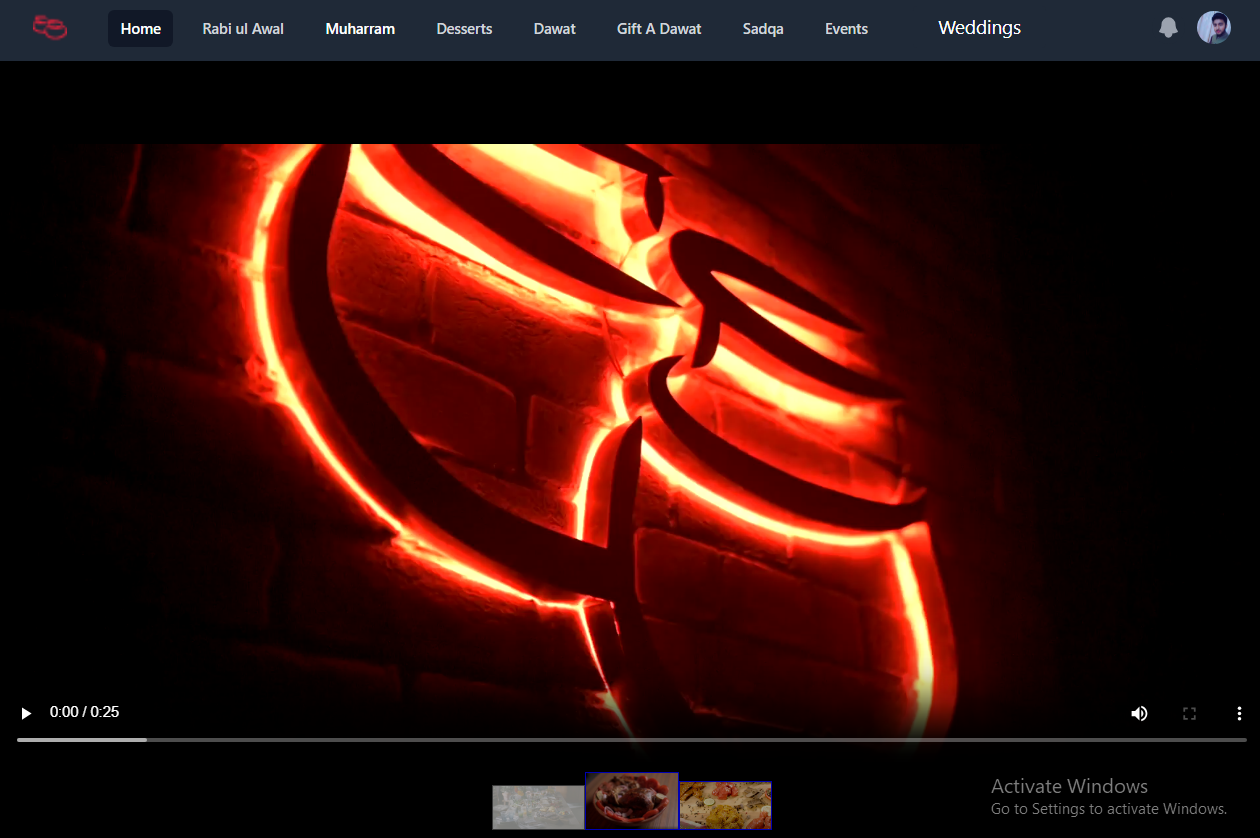 Home Rabi ul Awal Muharram Desserts Dawat Gift A Dawat Sadqa Events Weddings
0:00 / 0:25
Activate Windows
Go to Settings to activate Windows.